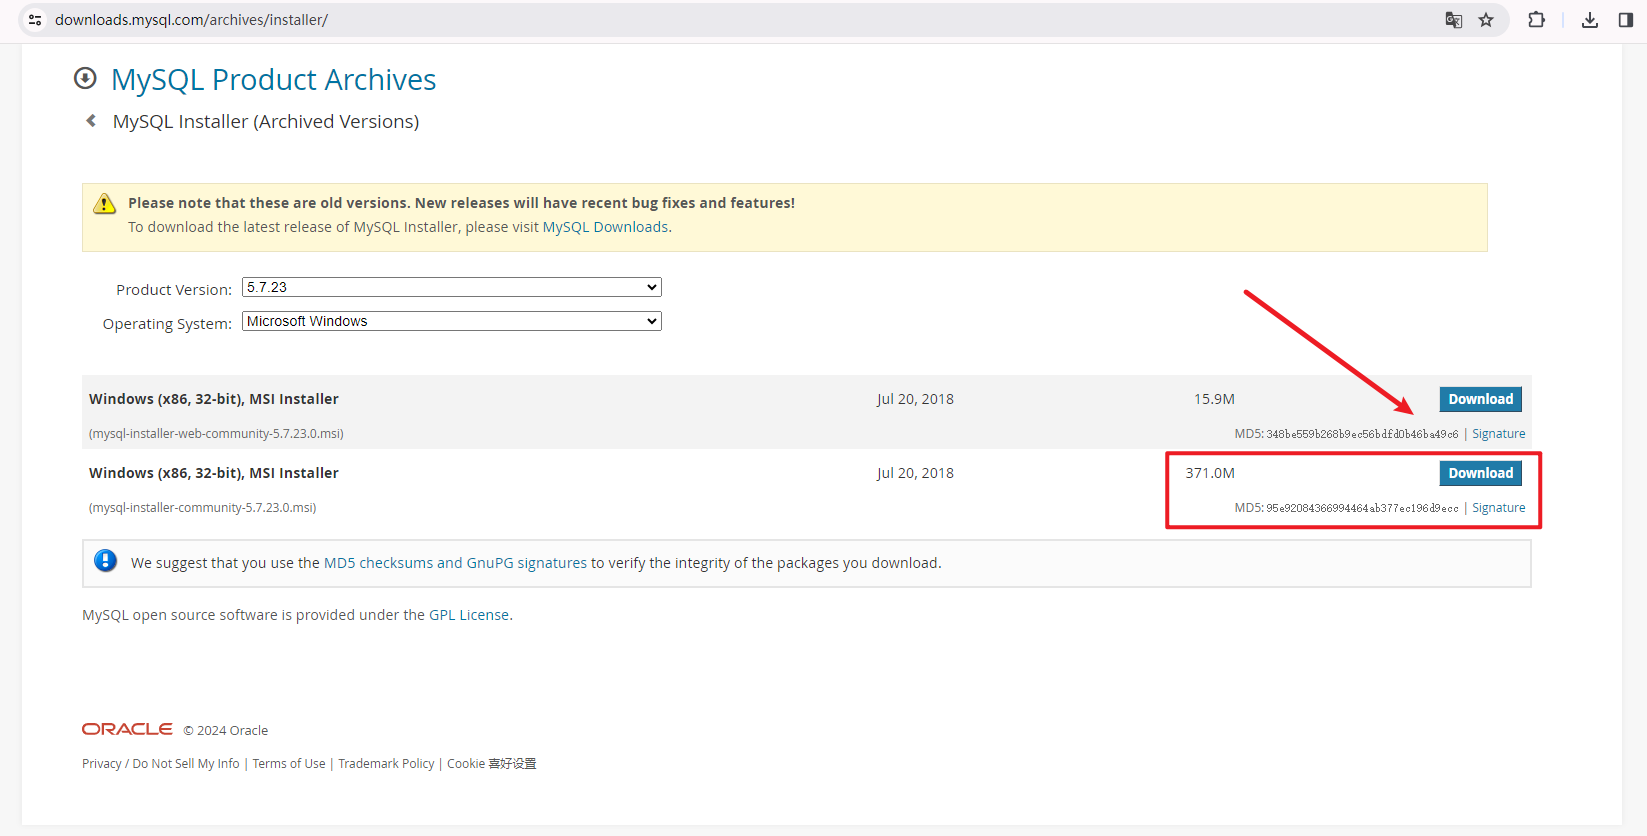 downloads.mysql.com/archives/installer/
MySQL Product Archives
MySQL Installer (Archived Versions)
Please note that these are old versions. New releases will have recent bug fixes and features!
To download the latest release of MySQL Installer, please visit MySQL Downloads.
Product Version: 5.7.23
Operating System: Microsoft Windows
Windows (x86, 32-bit), MSI Installer Jul 20, 2018 15.9M Download
(mysql-installer-web-community-5.7.23.0.msi) MD5: 348be559b268b9ec56bdfd0b46ba49c6 | Signature
Windows (x86, 32-bit), MSI Installer Jul 20, 2018 371.0M Download
(mysql-installer-community-5.7.23.0.msi) MD5: 95e92084366994464ab377ec196d9ecc | Signature
We suggest that you use the MD5 checksums and GnuPG signatures to verify the integrity of the packages you download.
MySQL open source software is provided under the GPL License.
ORACLE © 2024 Oracle
Privacy / Do Not Sell My Info | Terms of Use | Trademark Policy | Cookie 喜好设置